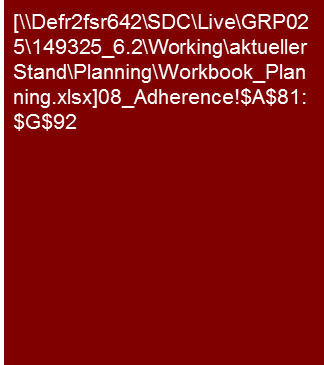 [\\Defr2fsr642\SDC\Live\GRP02
5\149325_6.2\Working\aktueller
Stand\Planning\Workbook_Plan
ning.xlsx]08_Adherence!$A$81:
$G$92